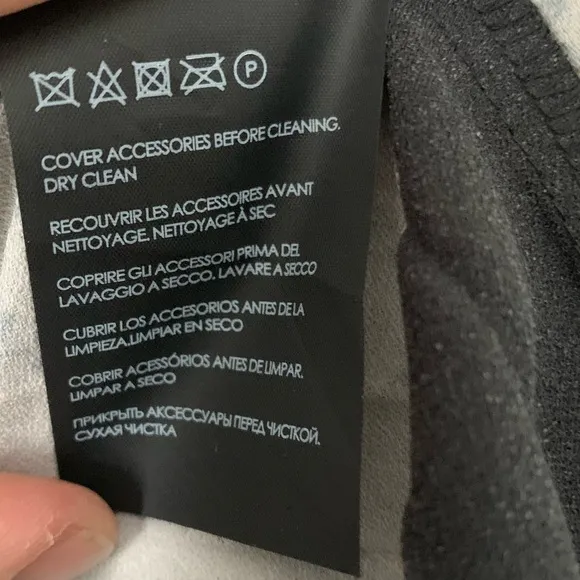 P
COVER ACCESSORIES BEFORE CLEANING.
DRY CLEAN
RECOUVRIR LES ACCESSOIRES AVANT
NETTOYAGE. NETTOYAGE À SEC
COPRIRE GLI ACCESSORI PRIMA DEL
LAVAGGIO A SECCO. LAVARE A SECCO
CUBRIR LOS ACCESORIOS ANTES DE LA
LIMPIEZA.LIMPIAR EN SECO
COBRIR ACESSÓRIOS ANTES DE LIMPAR.
LIMPAR A SECO
ПРИКРЫТЬ АКСЕССУАРЫ ПЕРЕД ЧИСТКОЙ.
СУХАЯ ЧИСТКА